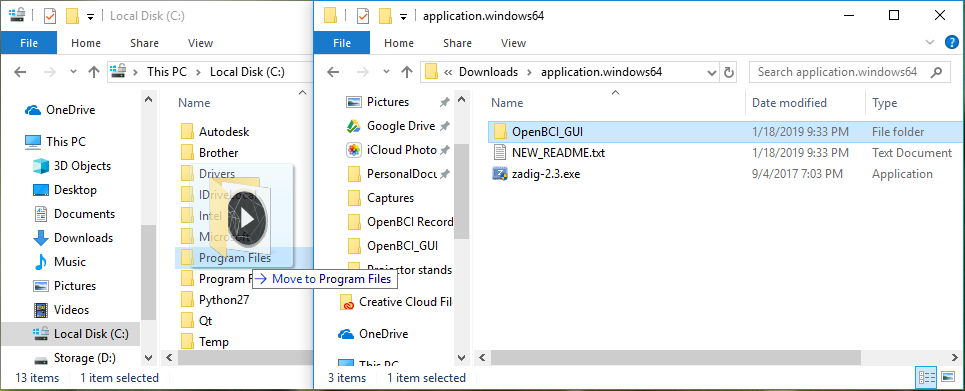 Local Disk (C:)
File
Home
Share
View
This PC
Local Disk (C:)
OneDrive
This PC
3D Objects
Desktop
Documents
Downloads
Music
Pictures
Videos
Local Disk (C:)
Storage (D:)
Name
Autodesk
Brother
Drivers
IDriveLocal
Intel
Microsoft
Program Files
Program F
Python27
Qt
Temp
Move to Program Files
13 items
1 item selected
application.windows64
File
Home
Share
View
Downloads
application.windows64
Search application.windows64
Pictures
Google Drive
iCloud Photo
PersonalDocu
Captures
OpenBCI Record
OpenBCI_GUI
Projector stands
Creative Cloud File
OneDrive
This PC
Name
Date modified
Type
OpenBCI_GUI
1/18/2019 9:33 PM
File folder
NEW_README.txt
1/18/2019 9:33 PM
Text Document
zadig-2.3.exe
9/4/2017 7:03 PM
Application
3 items
1 item selected